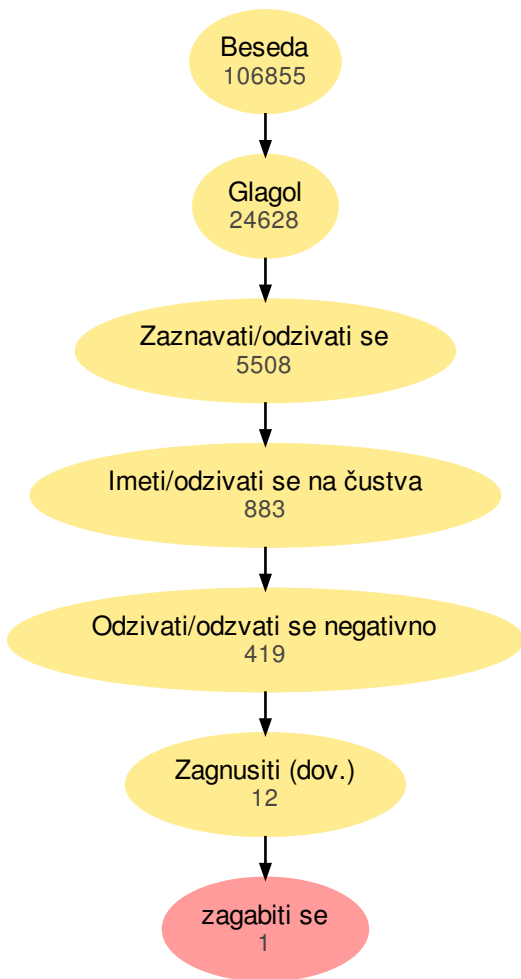 Beseda
106855
Glagol
24628
Zaznavati/odzivati se
5508
Imeti/odzivati se na čustva
883
Odzivati/odzvati se negativno
419
Zagnusiti (dov.)
12
zagabiti se
1